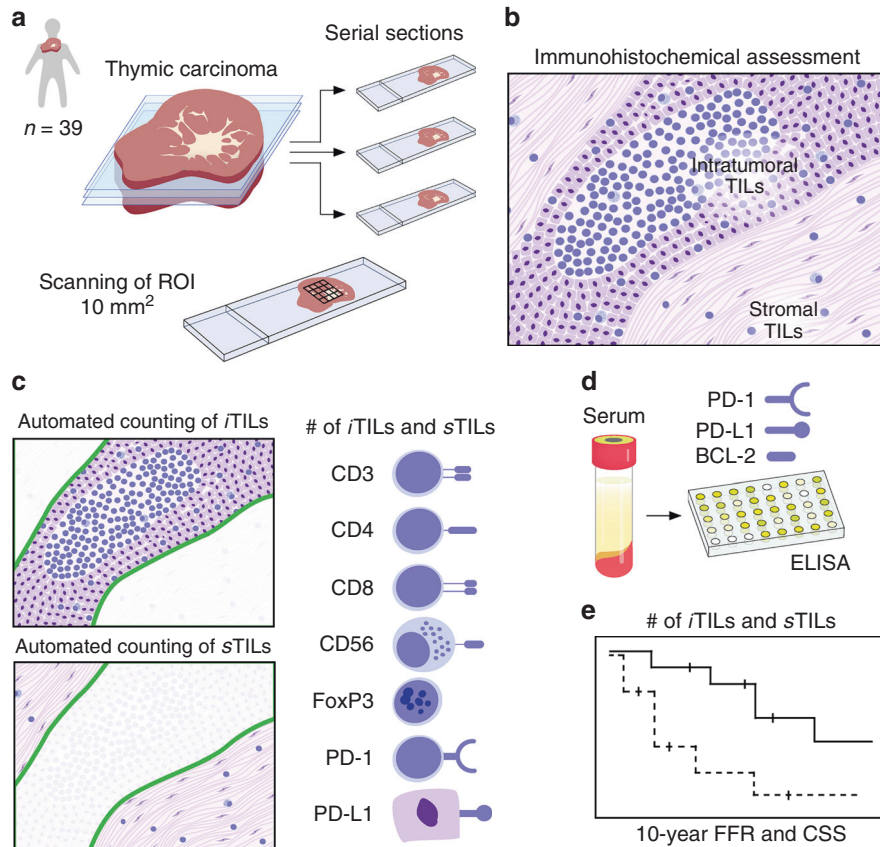 a
Thymic carcinoma
n = 39
Serial sections
Scanning of ROI
10 mm²
b
Immunohistochemical assessment
Intratumoral
TILs
Stromal
TILs
c
Automated counting of iTILs
Automated counting of sTILs
# of iTILs and sTILs
CD3
CD4
CD8
CD56
FoxP3
PD-1
PD-L1
d
Serum
PD-1
PD-L1
BCL-2
ELISA
e
# of iTILs and sTILs
10-year FFR and CSS